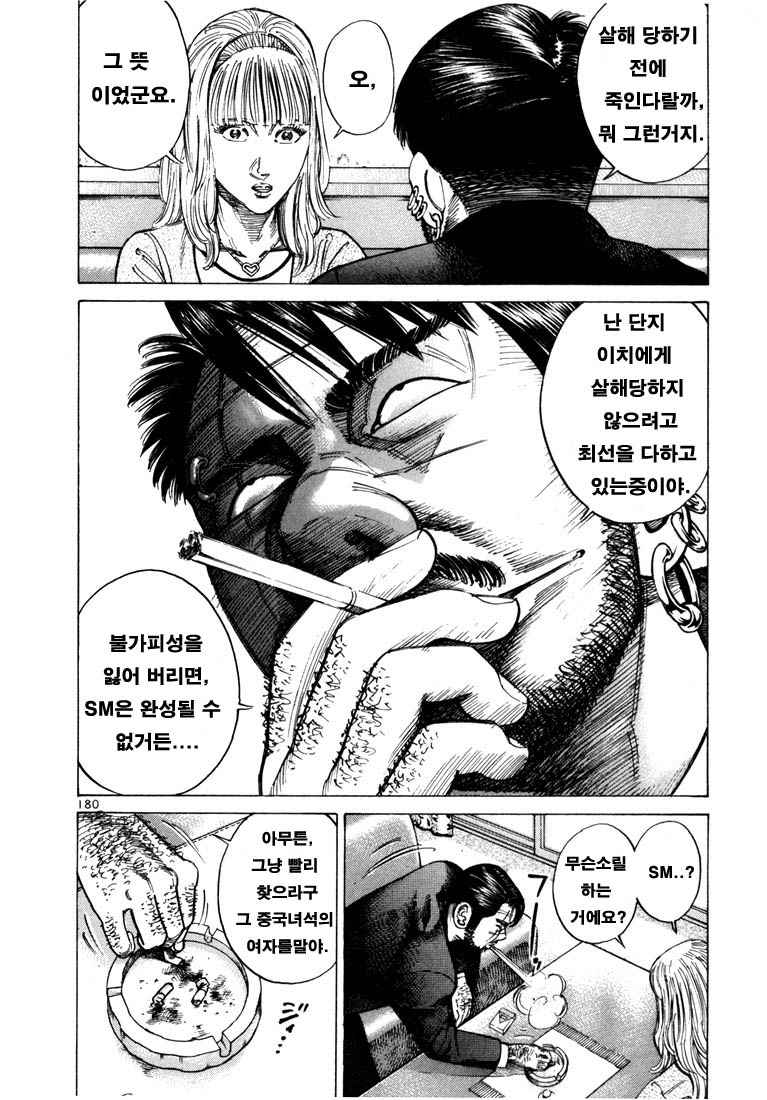 살해 당하기
전에
죽인다랄까,
뭐 그런거지.
오,
그 뜻
이었군요.
난 단지
이치에게
살해당하지
않으려고
최선을 다하고
있는중이야.
불가피성을
잃어 버리면,
SM은 완성될 수
없거든....
180
SM..?
무슨소릴
하는
거에요?
아무튼,
그냥 빨리
찾으라구
그 중국녀석의
여자를말야.